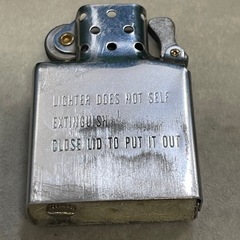 LIGHTER DOES NOT SELF
EXTINGUISH
CLOSE LID TO PUT IT OUT